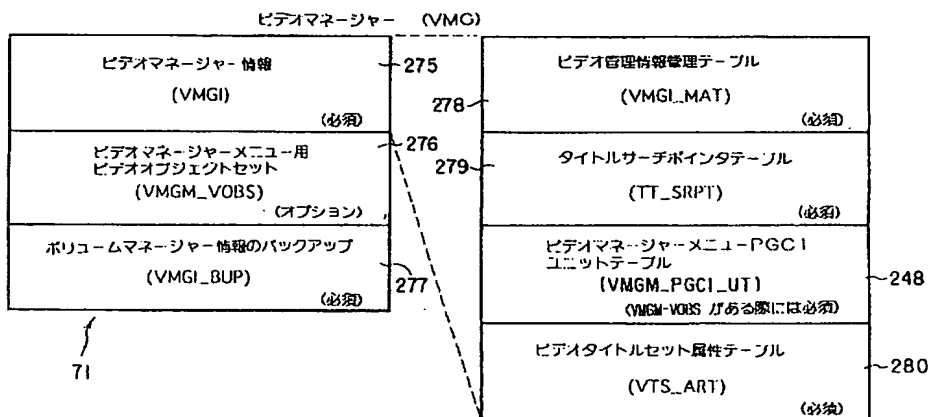 ビデオマネージャー (VMG)
ビデオマネージャー情報
(VMGI)
(必須)
275
ビデオマネージャーメニュー用
ビデオオブジェクトセット
(VMGM_VOBS)
(オプション)
276
ボリュームマネージャー情報のバックアップ
(VMGI_BUP)
(必須)
277
71
ビデオ管理情報管理テーブル
(VMGI_MAT)
(必須)
278
タイトルサーチポインタテーブル
(TT_SRPT)
(必須)
279
ビデオマネージャーメニューPGCI
ユニットテーブル
(VMGM_PGCI_UT)
(VMGM-VOBS がある際には必須)
248
ビデオタイトルセット属性テーブル
(VTS_ART)
(必須)
280